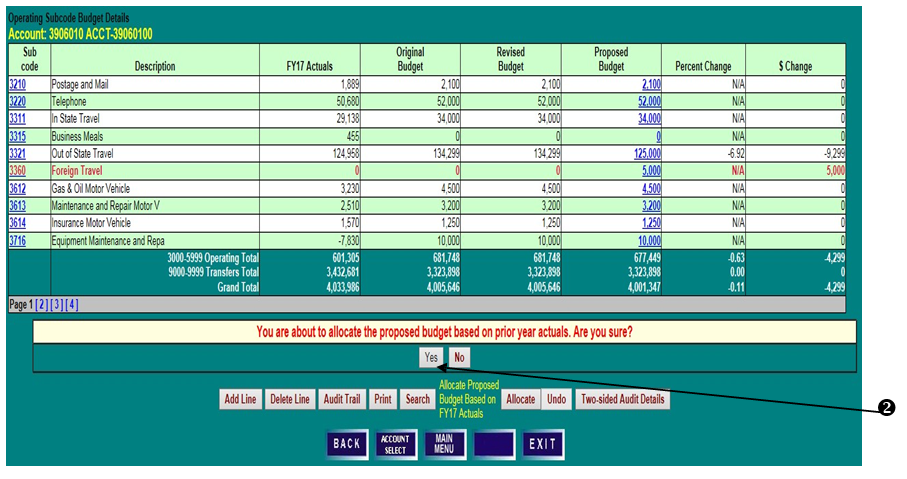 Operating Subcode Budget Details
Account: 3906010 ACCT-39060100
Sub code Description FY17 Actuals Original Budget Revised Budget Proposed Budget Percent Change $ Change
3210 Postage and Mail 1,889 2,100 2,100 2,100 N/A 0
3220 Telephone 50,680 52,000 52,000 52,000 N/A 0
3311 In State Travel 29,138 34,000 34,000 34,000 N/A 0
3315 Business Meals 455 0 0 0 N/A 0
3321 Out of State Travel 124,958 134,299 134,299 125,000 -6.92 -9,299
3360 Foreign Travel 0 0 0 5,000 N/A 5,000
3612 Gas & Oil Motor Vehicle 3,230 4,500 4,500 4,500 N/A 0
3613 Maintenance and Repair Motor V 2,510 3,200 3,200 3,200 N/A 0
3614 Insurance Motor Vehicle 1,570 1,250 1,250 1,250 N/A 0
3716 Equipment Maintenance and Repa -7,830 10,000 10,000 10,000 N/A 0
3000-5999 Operating Total 601,305 681,748 681,748 677,449 -0.63 -4,299
9000-9999 Transfers Total 3,432,681 3,323,898 3,323,898 3,323,898 0.00 0
Grand Total 4,033,986 4,005,646 4,005,646 4,001,347 -0.11 -4,299
Page 1 [ 2 ] [ 3 ] [ 4 ]
You are about to allocate the proposed budget based on prior year actuals. Are you sure?
Yes No
Add Line Delete Line Audit Trail Print Search Allocate Proposed Budget Based on FY17 Actuals Allocate Undo Two-sided Audit Details
❷
BACK ACCOUNT SELECT MAIN MENU EXIT